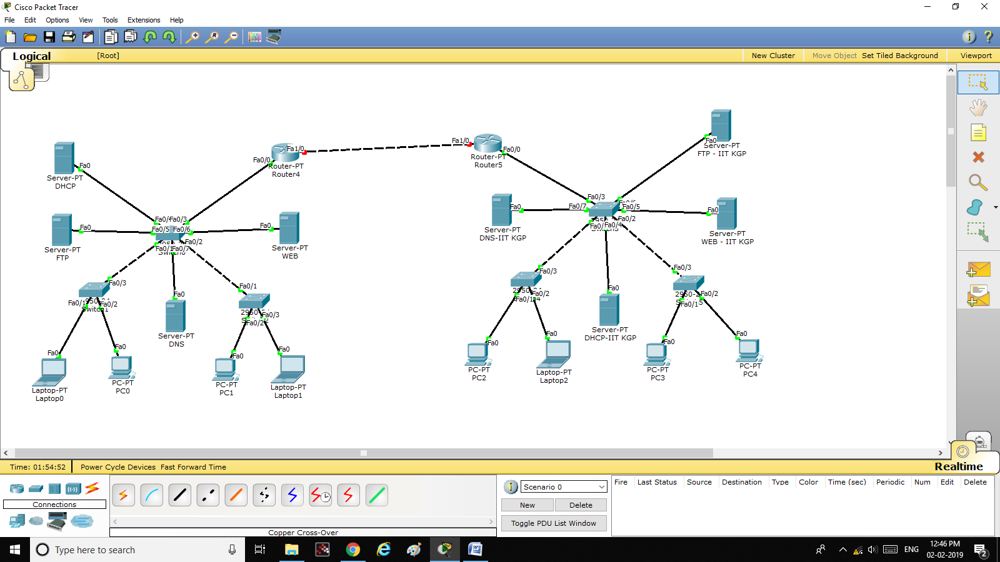 Cisco Packet Tracer
File Edit Options View Tools Extensions Help
Logical [Root] New Cluster Move Object Set Tiled Background Viewport
Fa0
Server-PT
DHCP
Fa0/0
Fa1/0
Router-PT
Router4
Fa1/0
Fa0/0
Router-PT
Router5
Fa0
Server-PT
FTP - IIT KGP
Fa0
Server-PT
FTP
Fa0/3
Fa0/5
Fa0/6
Fa0/2
Fa0/1
Fa0/7
Fa0
Server-PT
WEB
Fa0
Server-PT
DNS-IIT KGP
Fa0/3
Fa0/7
Fa0/5
Fa0/2
Fa0/4
Fa0
Server-PT
WEB - IIT KGP
Fa0/3
Fa0/1
Fa0/2
Switch1
Fa0
Server-PT
DNS
Fa0/1
Fa0/3
Fa0/2
Fa0/3
Fa0/2
Fa0/1
Fa0
Server-PT
DHCP-IIT KGP
Fa0/3
Fa0/2
Fa0/1
Fa0
Laptop-PT
Laptop0
Fa0
PC-PT
PC0
Fa0
PC-PT
PC1
Fa0
Laptop-PT
Laptop1
Fa0
PC-PT
PC2
Fa0
Laptop-PT
Laptop2
Fa0
PC-PT
PC3
Fa0
PC-PT
PC4
Time: 01:54:52 Power Cycle Devices Fast Forward Time
Realtime
Connections
Copper Cross-Over
Scenario 0
New Delete
Toggle PDU List Window
Fire Last Status Source Destination Type Color Time (sec) Periodic Num Edit Delete
Type here to search
ENG
12:46 PM
02-02-2019
2